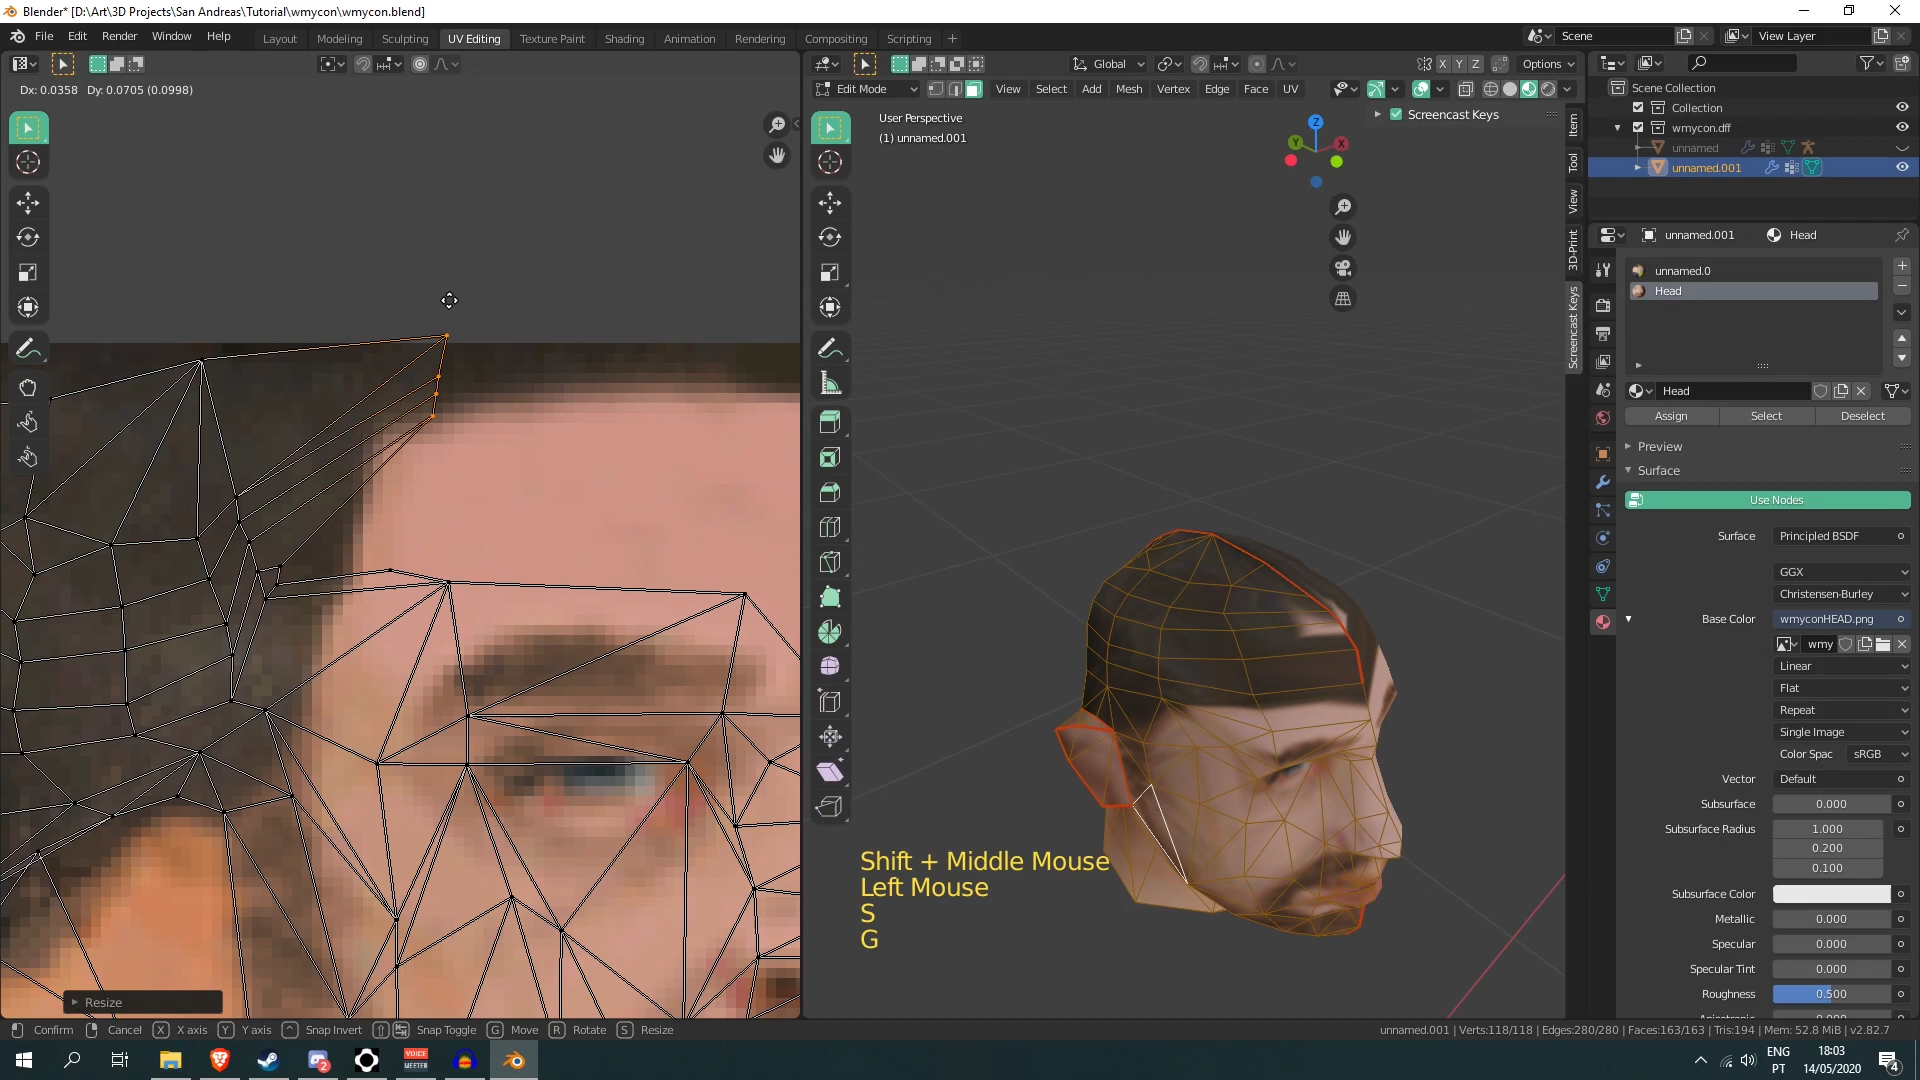 Blender* [D:\Art\3D Projects\San Andreas\Tutorial\wmycon\wmycon.blend]
File Edit Render Window Help
Layout Modeling Sculpting UV Editing Texture Paint Shading Animation Rendering Compositing Scripting +
Scene
View Layer
Global
X Y Z
Options
Dx: 0.0358 Dy: 0.0705 (0.0998)
Edit Mode
View Select Add Mesh Vertex Edge Face UV
User Perspective
(1) unnamed.001
Screencast Keys
Z
Y
X
Item
Tool
View
3D-Print
Screencast Keys
Scene Collection
Collection
wmycon.dff
unnamed
unnamed.001
unnamed.001
Head
unnamed.0
Head
Head
Assign
Select
Deselect
Preview
Surface
Use Nodes
Surface
Principled BSDF
GGX
Christensen-Burley
Base Color
wmyconHEAD.png
wmy
Linear
Flat
Repeat
Single Image
Color Spac
sRGB
Vector
Default
Subsurface
0.000
Subsurface Radius
1.000
0.200
0.100
Subsurface Color
Metallic
0.000
Specular
0.000
Specular Tint
0.000
Roughness
0.500
Shift + Middle Mouse
Left Mouse
S
G
Resize
Confirm Cancel X X axis Y Y axis ^ Snap Invert Snap Toggle G Move R Rotate S Resize
unnamed.001 | Verts:118/118 | Edges:280/280 | Faces:163/163 | Tris:194 | Mem: 52.8 MiB | v2.82.7
2
VOICE
MEETER
ENG
PT
18:03
14/05/2020
4